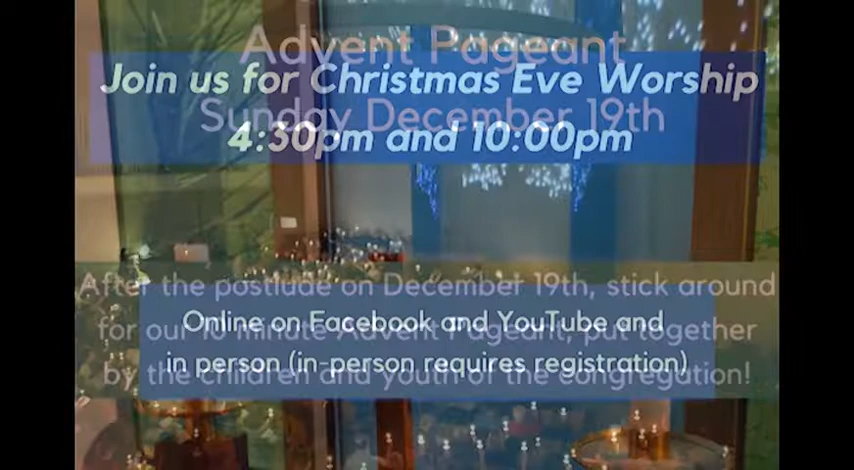 Advent Pageant
Join us for Christmas Eve Worship
Sunday December 19th
4:30pm and 10:00pm
After the postlude on December 19th, stick around
Online on Facebook and YouTube and
for our 10 minute Advent Pageant, put together
in person (in-person requires registration)
by the children and youth of the congregation!